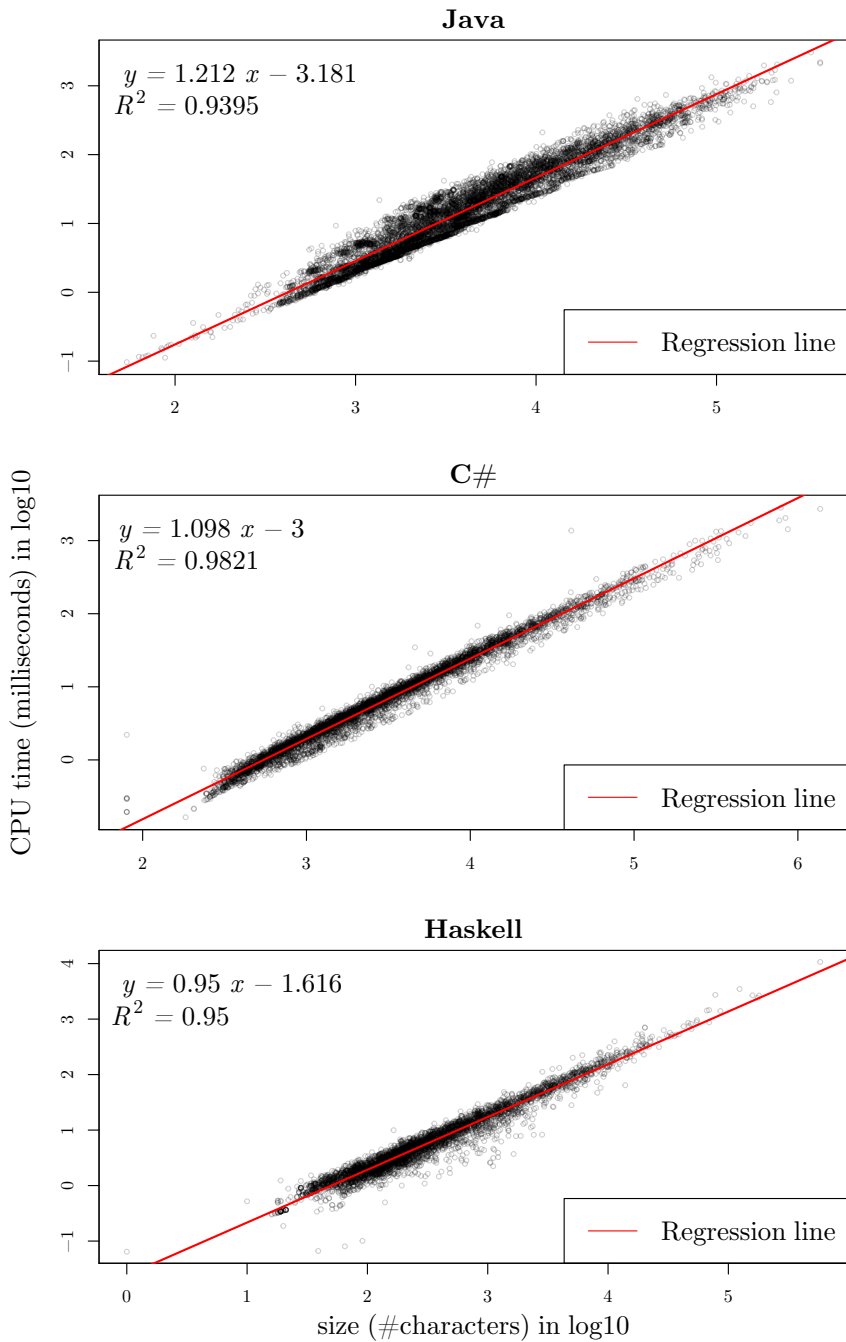 Java
y = 1.212 x − 3.181
R² = 0.9395
3
2
1
0
−1
Regression line
2 3 4 5
C#
y = 1.098 x − 3
R² = 0.9821
3
2
1
0
Regression line
2 3 4 5 6
CPU time (milliseconds) in log10
Haskell
y = 0.95 x − 1.616
R² = 0.95
4
3
2
1
0
−1
Regression line
0 1 2 3 4 5
size (#characters) in log10